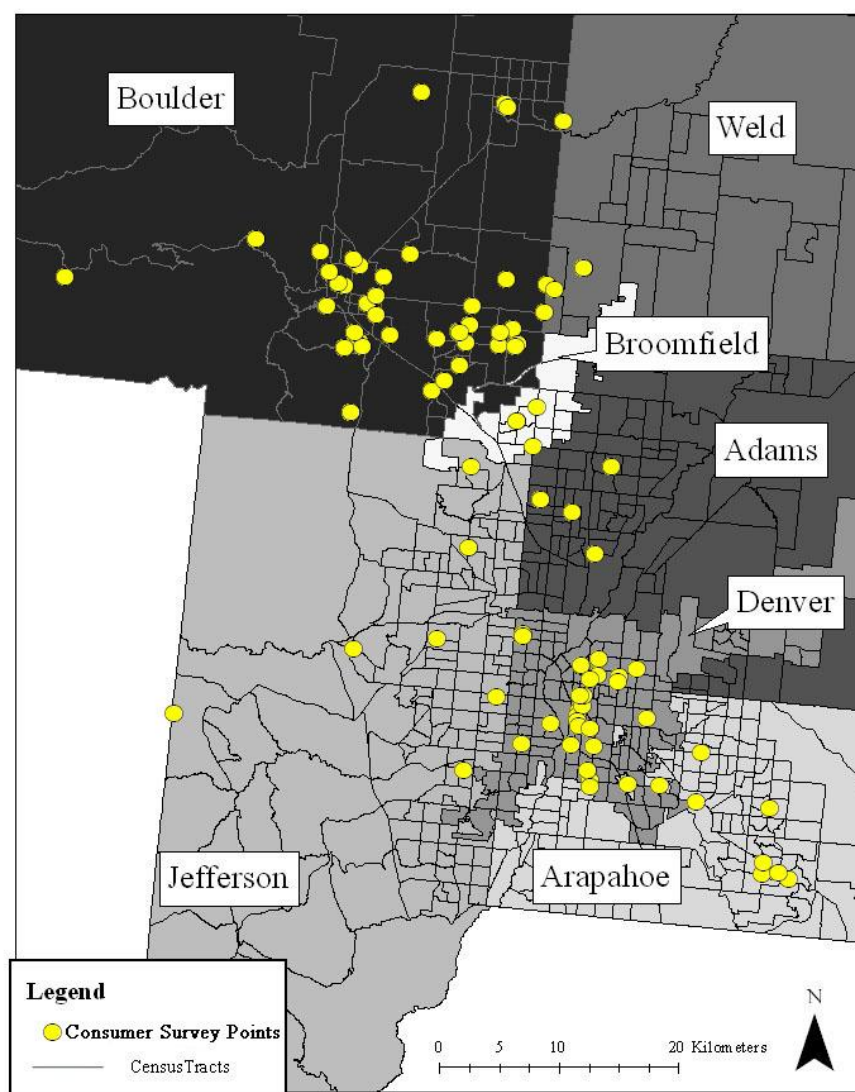 Boulder
Weld
Broomfield
Adams
Denver
Jefferson
Arapahoe
Legend
Consumer Survey Points
CensusTracts
N
0 5 10 20 Kilometers